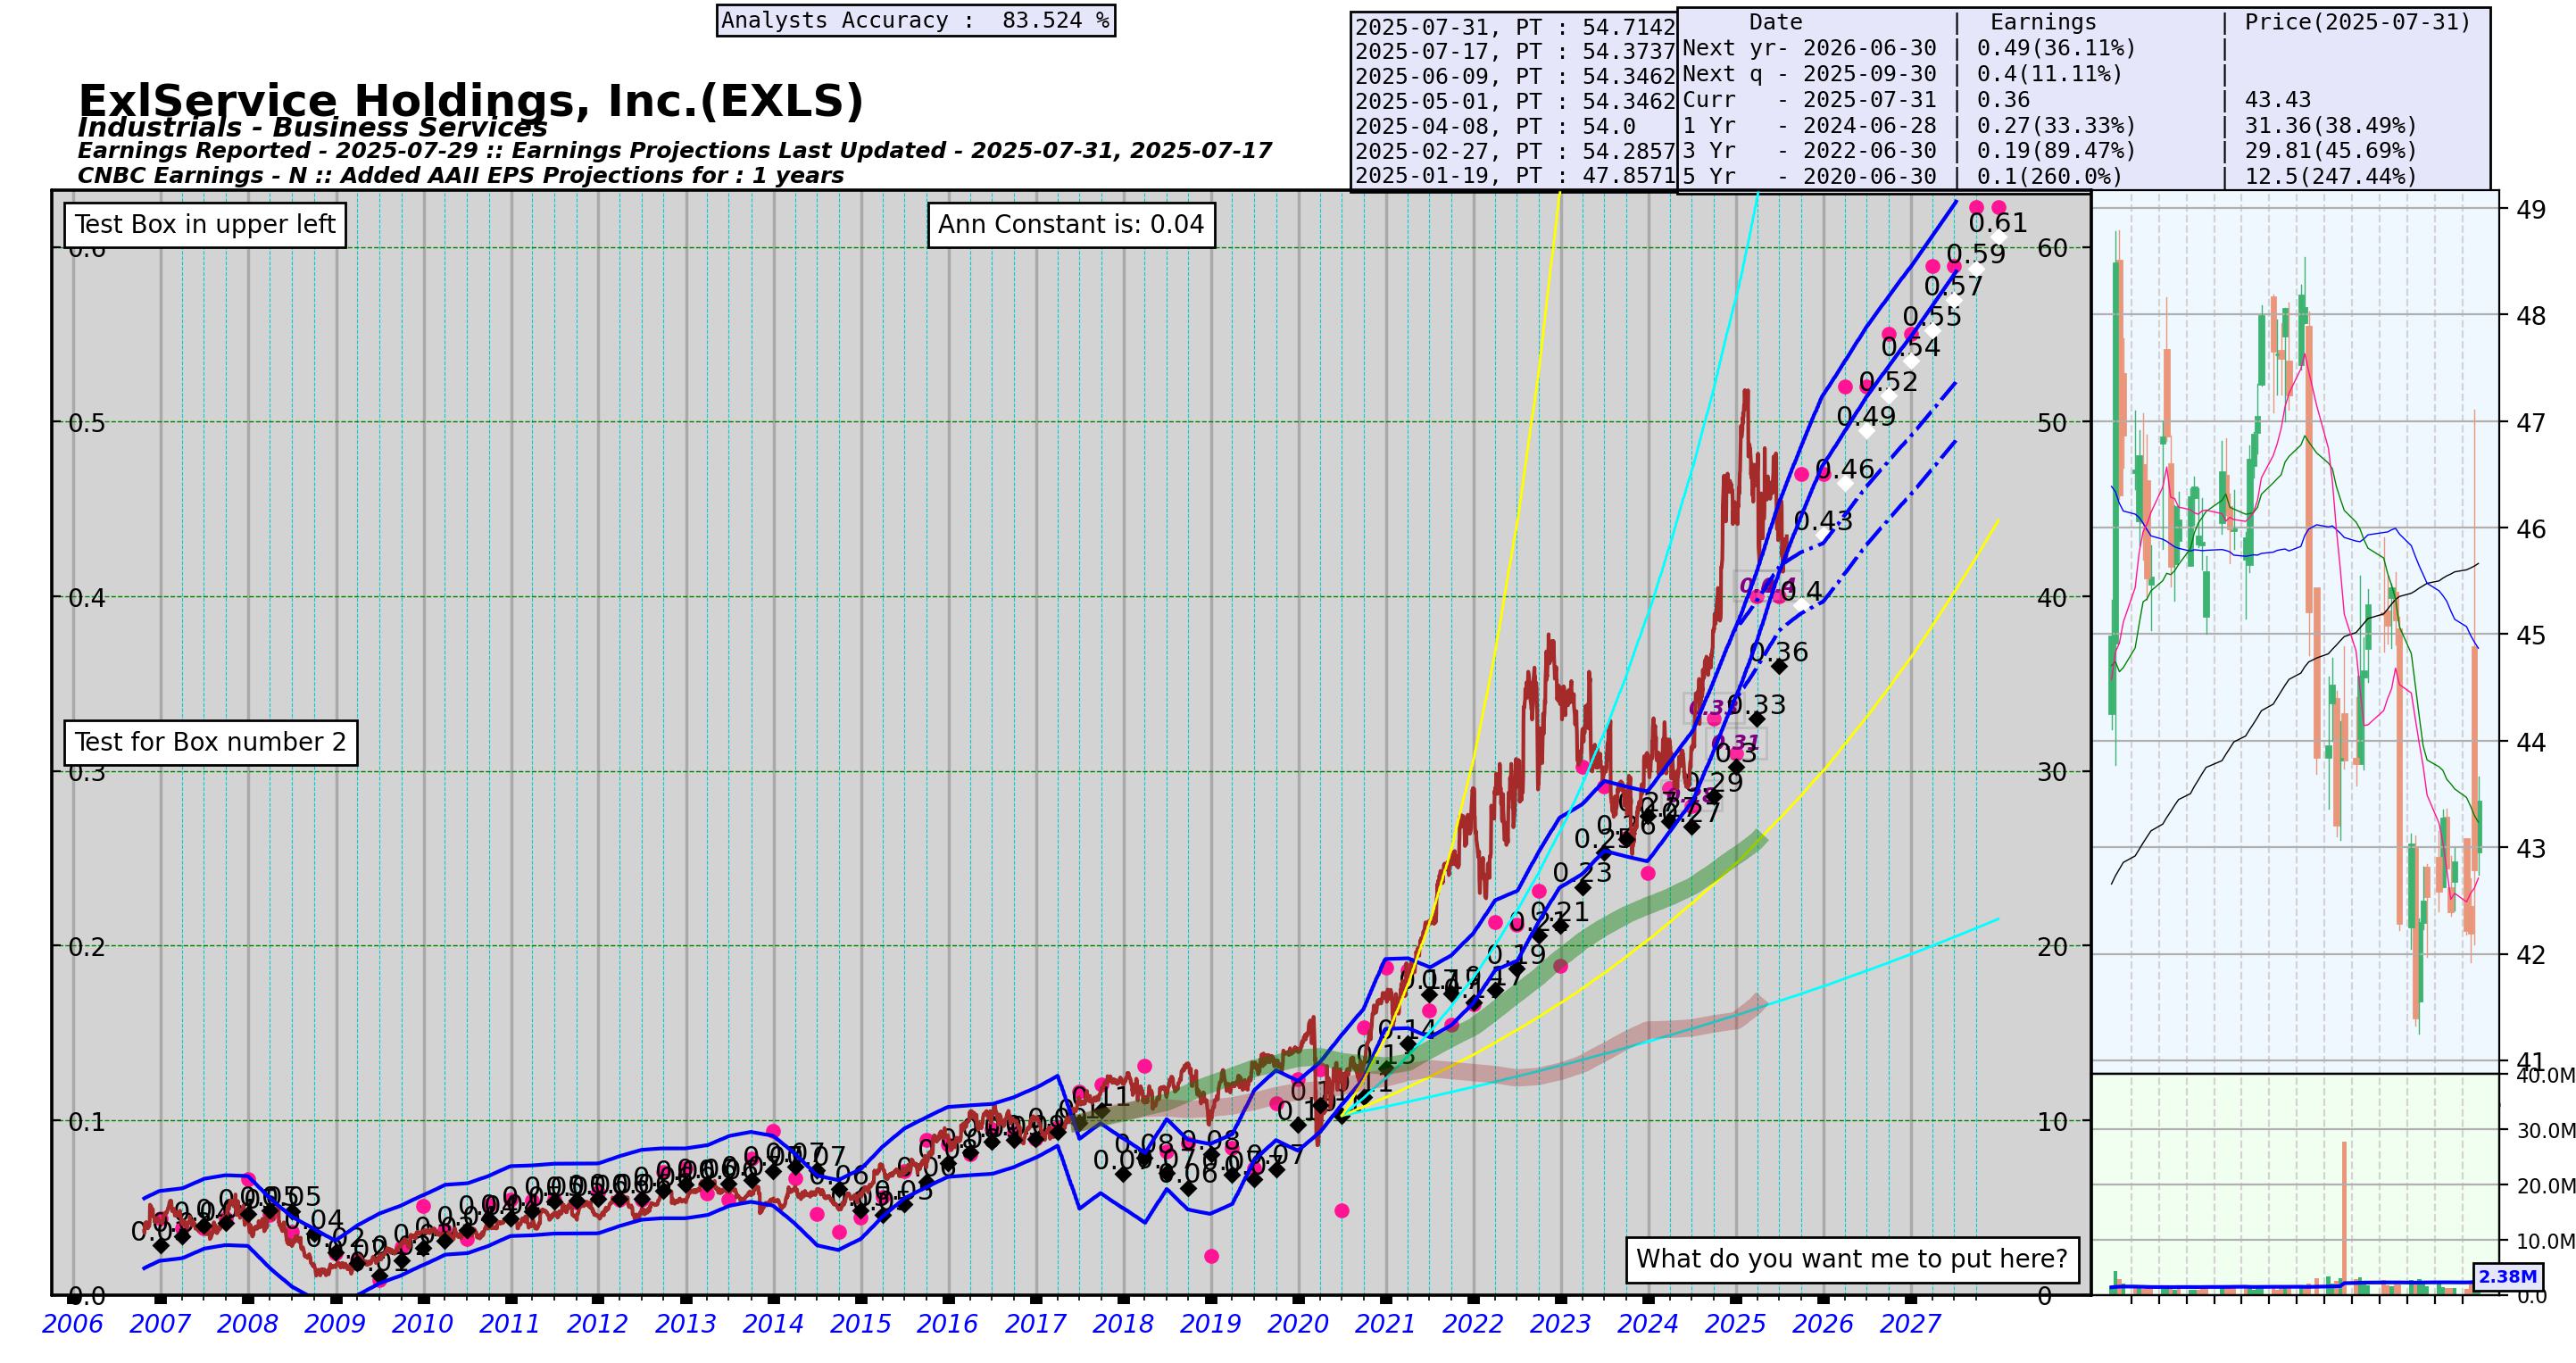 Analysts Accuracy :  83.524 %
ExlService Holdings, Inc.(EXLS)
Industrials - Business Services
Earnings Reported - 2025-07-29 :: Earnings Projections Last Updated - 2025-07-31, 2025-07-17
CNBC Earnings - N :: Added AAII EPS Projections for : 1 years
2025-07-31, PT : 54.7142
2025-07-17, PT : 54.3737
2025-06-09, PT : 54.3462
2025-05-01, PT : 54.3462
2025-04-08, PT : 54.0
2025-02-27, PT : 54.2857
2025-01-19, PT : 47.8571
Date | Earnings | Price(2025-07-31)
Next yr- 2026-06-30 | 0.49(36.11%) |
Next q - 2025-09-30 | 0.4(11.11%) |
Curr - 2025-07-31 | 0.36 | 43.43
1 Yr - 2024-06-28 | 0.27(33.33%) | 31.36(38.49%)
3 Yr - 2022-06-30 | 0.19(89.47%) | 29.81(45.69%)
5 Yr - 2020-06-30 | 0.1(260.0%) | 12.5(247.44%)
Test Box in upper left
Ann Constant is: 0.04
Test for Box number 2
What do you want me to put here?
0.6
0.5
0.4
0.3
0.2
0.1
0.0
0.61
0.59
0.57
0.55
0.54
0.52
0.49
0.46
0.43
0.4
0.36
0.33
0.31
0.3
0.29
0.27
0.26
0.25
0.23
0.21
0.19
0.17
0.14
0.13
0.11
60
50
40
30
20
10
0
49
48
47
46
45
44
43
42
41
40.0M
30.0M
20.0M
10.0M
0.0
2.38M
2006 2007 2008 2009 2010 2011 2012 2013 2014 2015 2016 2017 2018 2019 2020 2021 2022 2023 2024 2025 2026 2027